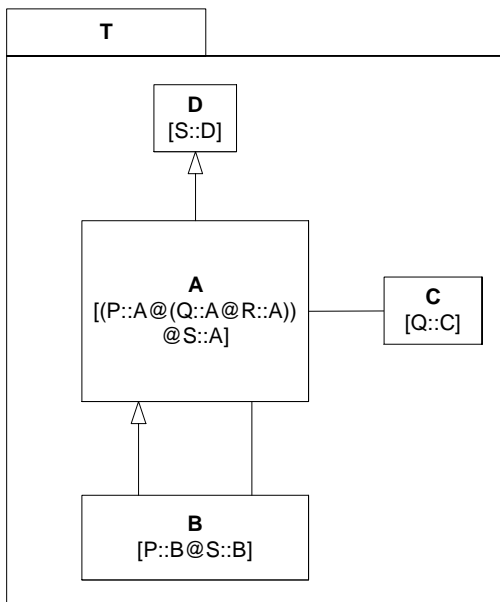 T
D
[S::D]
A
[(P::A@(Q::A@R::A))
@S::A]
C
[Q::C]
B
[P::B@S::B]